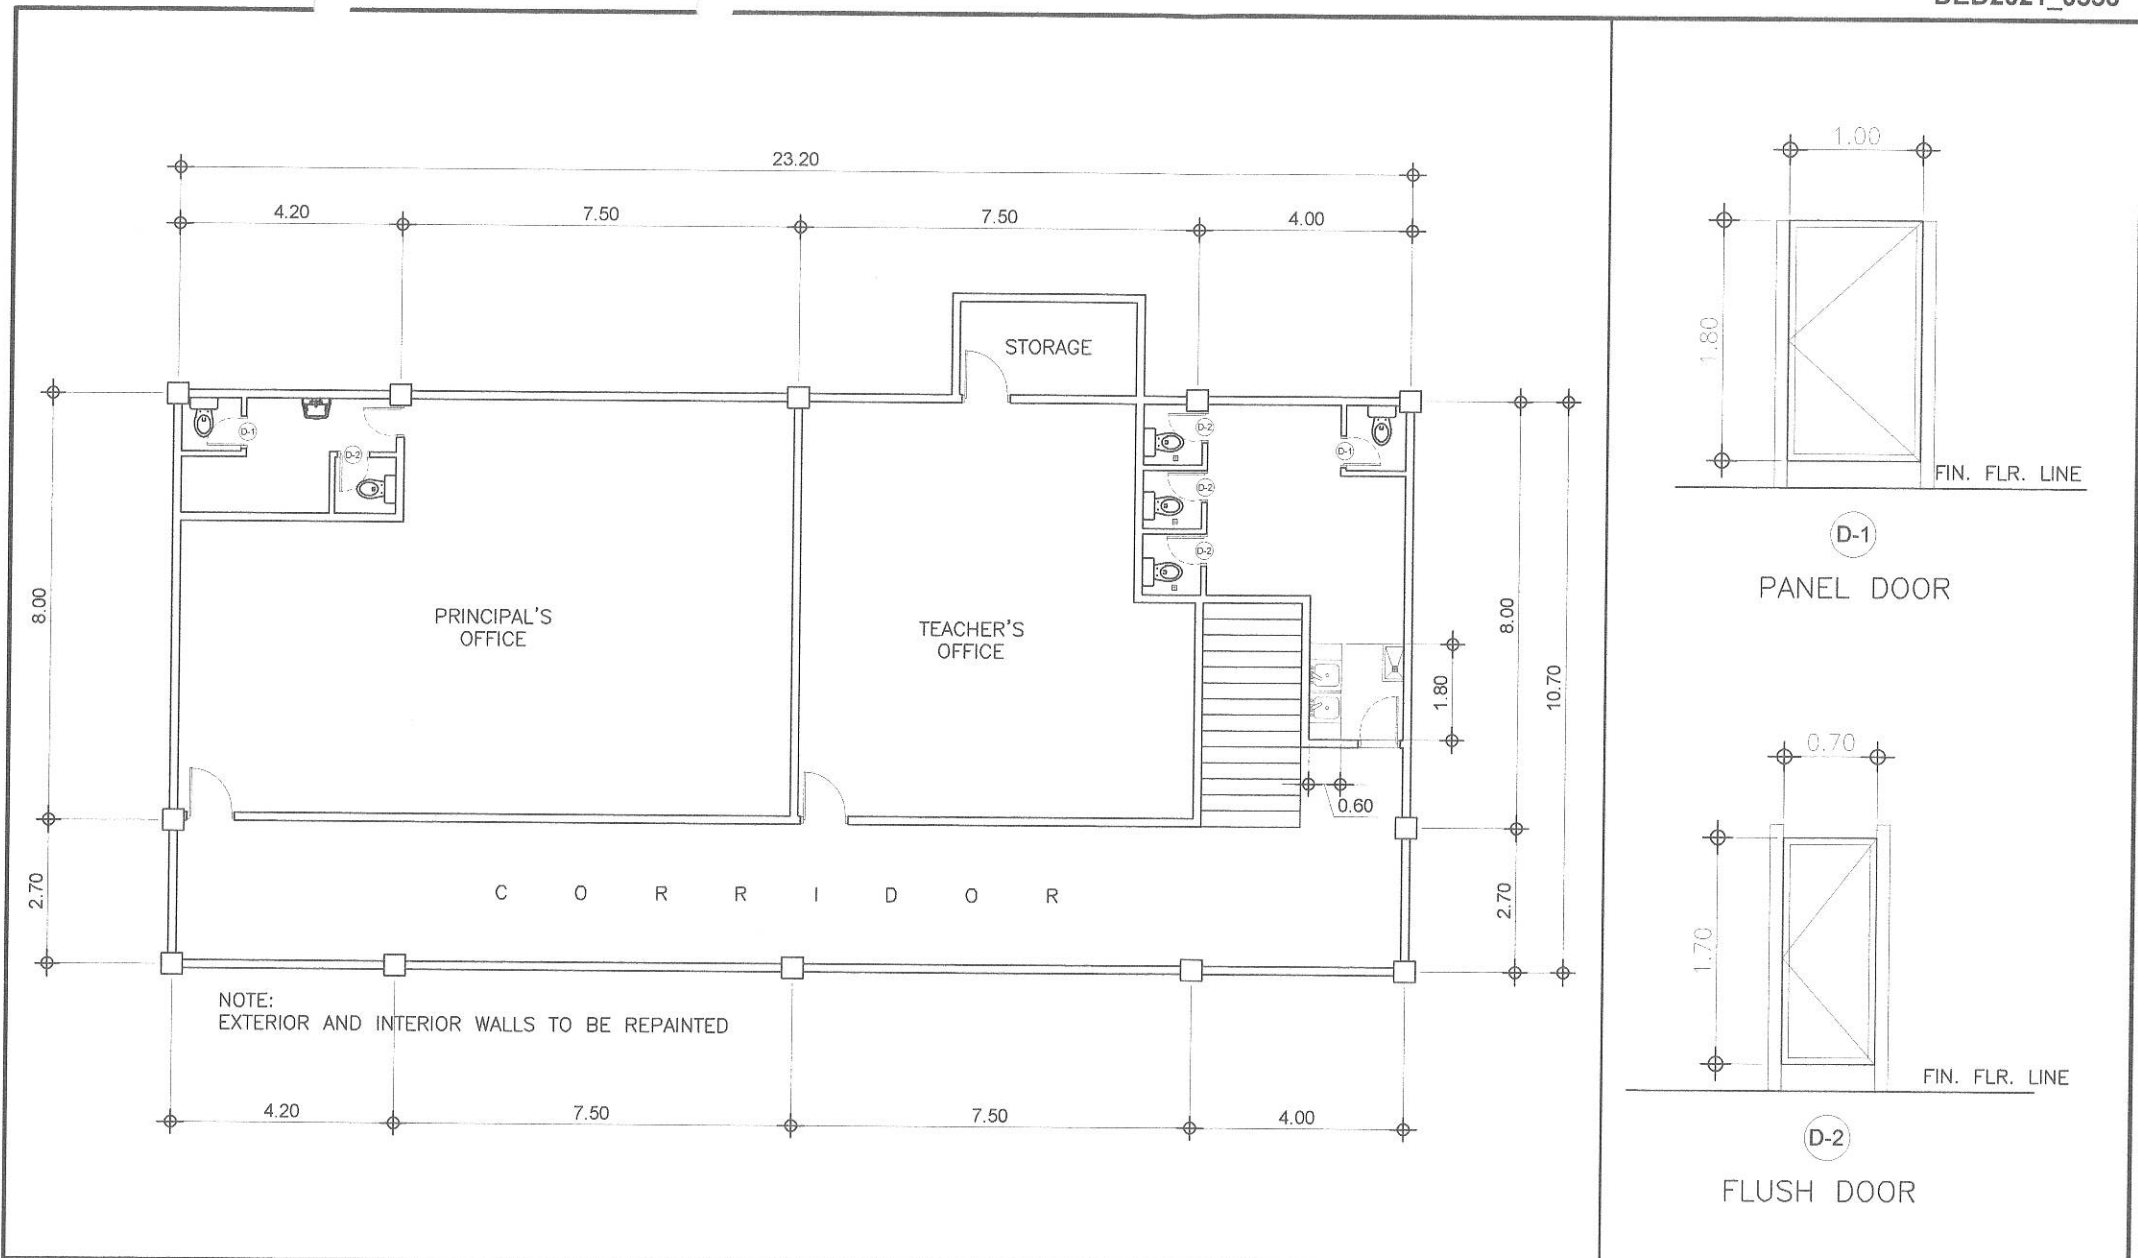 23.20
4.20
7.50
7.50
4.00
STORAGE
D-1
D-2
D-2
D-2
D-2
D-1
8.00
2.70
PRINCIPAL'S
OFFICE
TEACHER'S
OFFICE
1.80
8.00
10.70
2.70
0.60
C O R R I D O R
NOTE:
EXTERIOR AND INTERIOR WALLS TO BE REPAINTED
4.20
7.50
7.50
4.00
1.00
1.80
FIN. FLR. LINE
D-1
PANEL DOOR
0.70
1.70
FIN. FLR. LINE
D-2
FLUSH DOOR